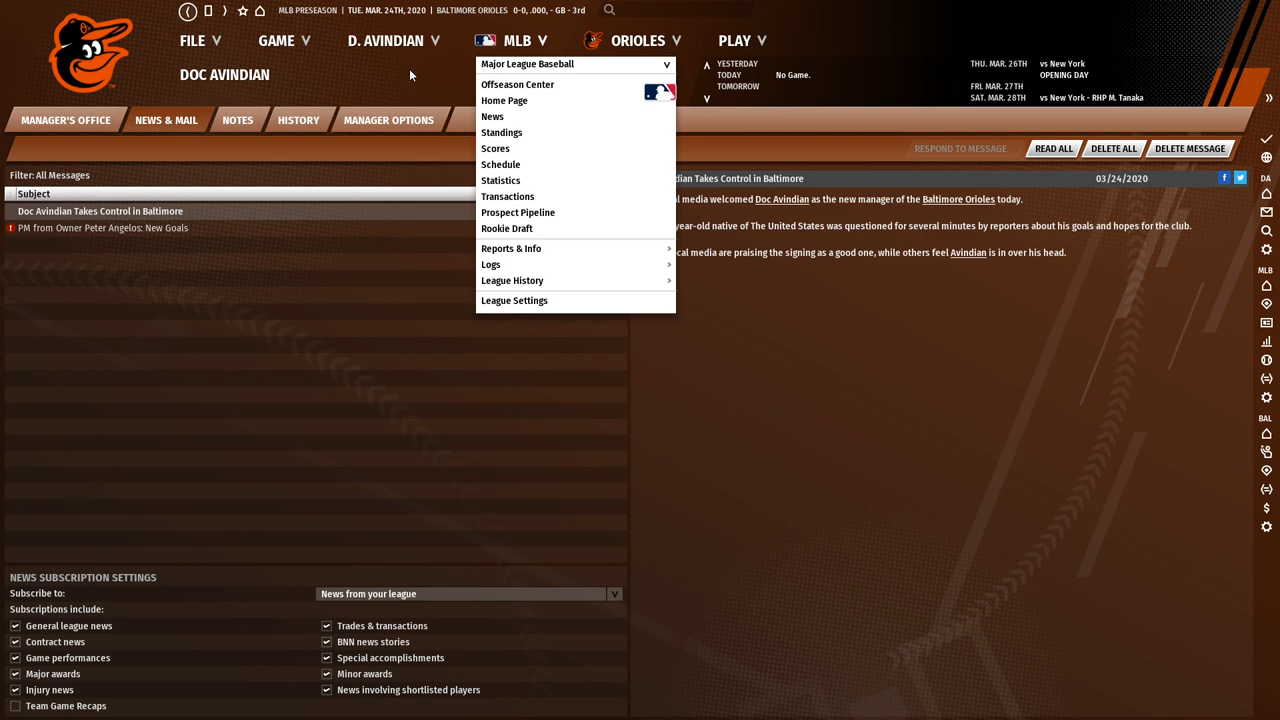 MLB PRESEASON | TUE. MAR. 24TH, 2020 | BALTIMORE ORIOLES 0-0, .000, - GB - 3rd
FILE GAME D. AVINDIAN MLB ORIOLES PLAY
DOC AVINDIAN
YESTERDAY
TODAY No Game.
TOMORROW
THU. MAR. 26TH vs New York
OPENING DAY
FRI. MAR. 27TH
SAT. MAR. 28TH vs New York - RHP M. Tanaka
Major League Baseball
Offseason Center
Home Page
News
Standings
Scores
Schedule
Statistics
Transactions
Prospect Pipeline
Rookie Draft
Reports & Info
Logs
League History
League Settings
MANAGER'S OFFICE NEWS & MAIL NOTES HISTORY MANAGER OPTIONS
RESPOND TO MESSAGE READ ALL DELETE ALL DELETE MESSAGE
Filter: All Messages
Subject
Doc Avindian Takes Control in Baltimore
PM from Owner Peter Angelos: New Goals
dian Takes Control in Baltimore 03/24/2020
l media welcomed Doc Avindian as the new manager of the Baltimore Orioles today.
year-old native of The United States was questioned for several minutes by reporters about his goals and hopes for the club.
cal media are praising the signing as a good one, while others feel Avindian is in over his head.
DA
MLB
BAL
NEWS SUBSCRIPTION SETTINGS
Subscribe to: News from your league
Subscriptions include:
General league news Trades & transactions
Contract news BNN news stories
Game performances Special accomplishments
Major awards Minor awards
Injury news News involving shortlisted players
Team Game Recaps